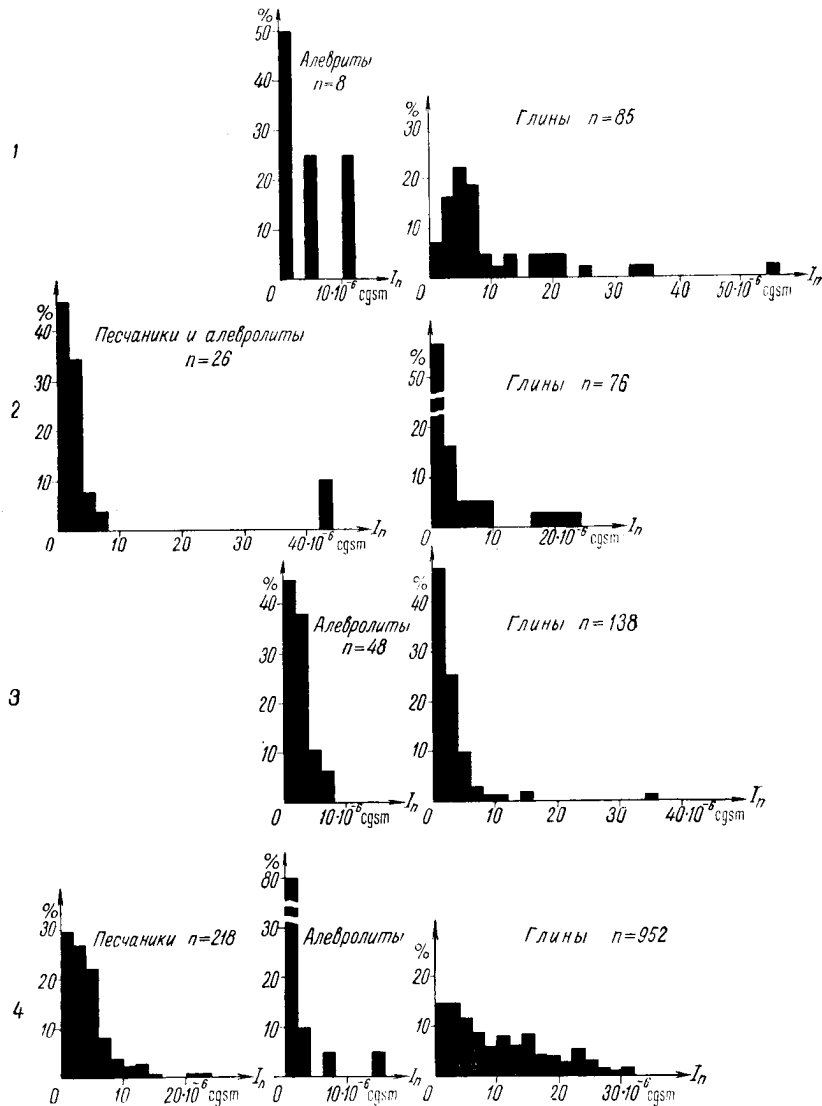 1
%
50
40
30
20
10
0
Алевриты
n=8
10·10⁻⁶
cgsm
Iₙ
%
30
20
10
0
Глины n=85
10
20
30
40
50·10⁻⁶
cgsm
Iₙ
2
%
40
30
20
10
0
Песчаники и алевролиты
n=26
10
20
30
40·10⁻⁶
cgsm
Iₙ
%
50
20
10
0
Глины n=76
10
20·10⁻⁶
cgsm
Iₙ
3
%
40
30
20
10
0
Алевролиты
n=48
10·10⁻⁶
cgsm
Iₙ
%
40
30
20
10
0
Глины n=138
10
20
30
40·10⁻⁶
cgsm
Iₙ
4
%
30
20
10
0
Песчаники n=218
10
20·10⁻⁶
cgsm
Iₙ
%
80
30
20
10
0
Алевролиты
10·10⁻⁶
cgsm
Iₙ
%
20
10
0
Глины n=952
10
20
30·10⁻⁶
cgsm
Iₙ